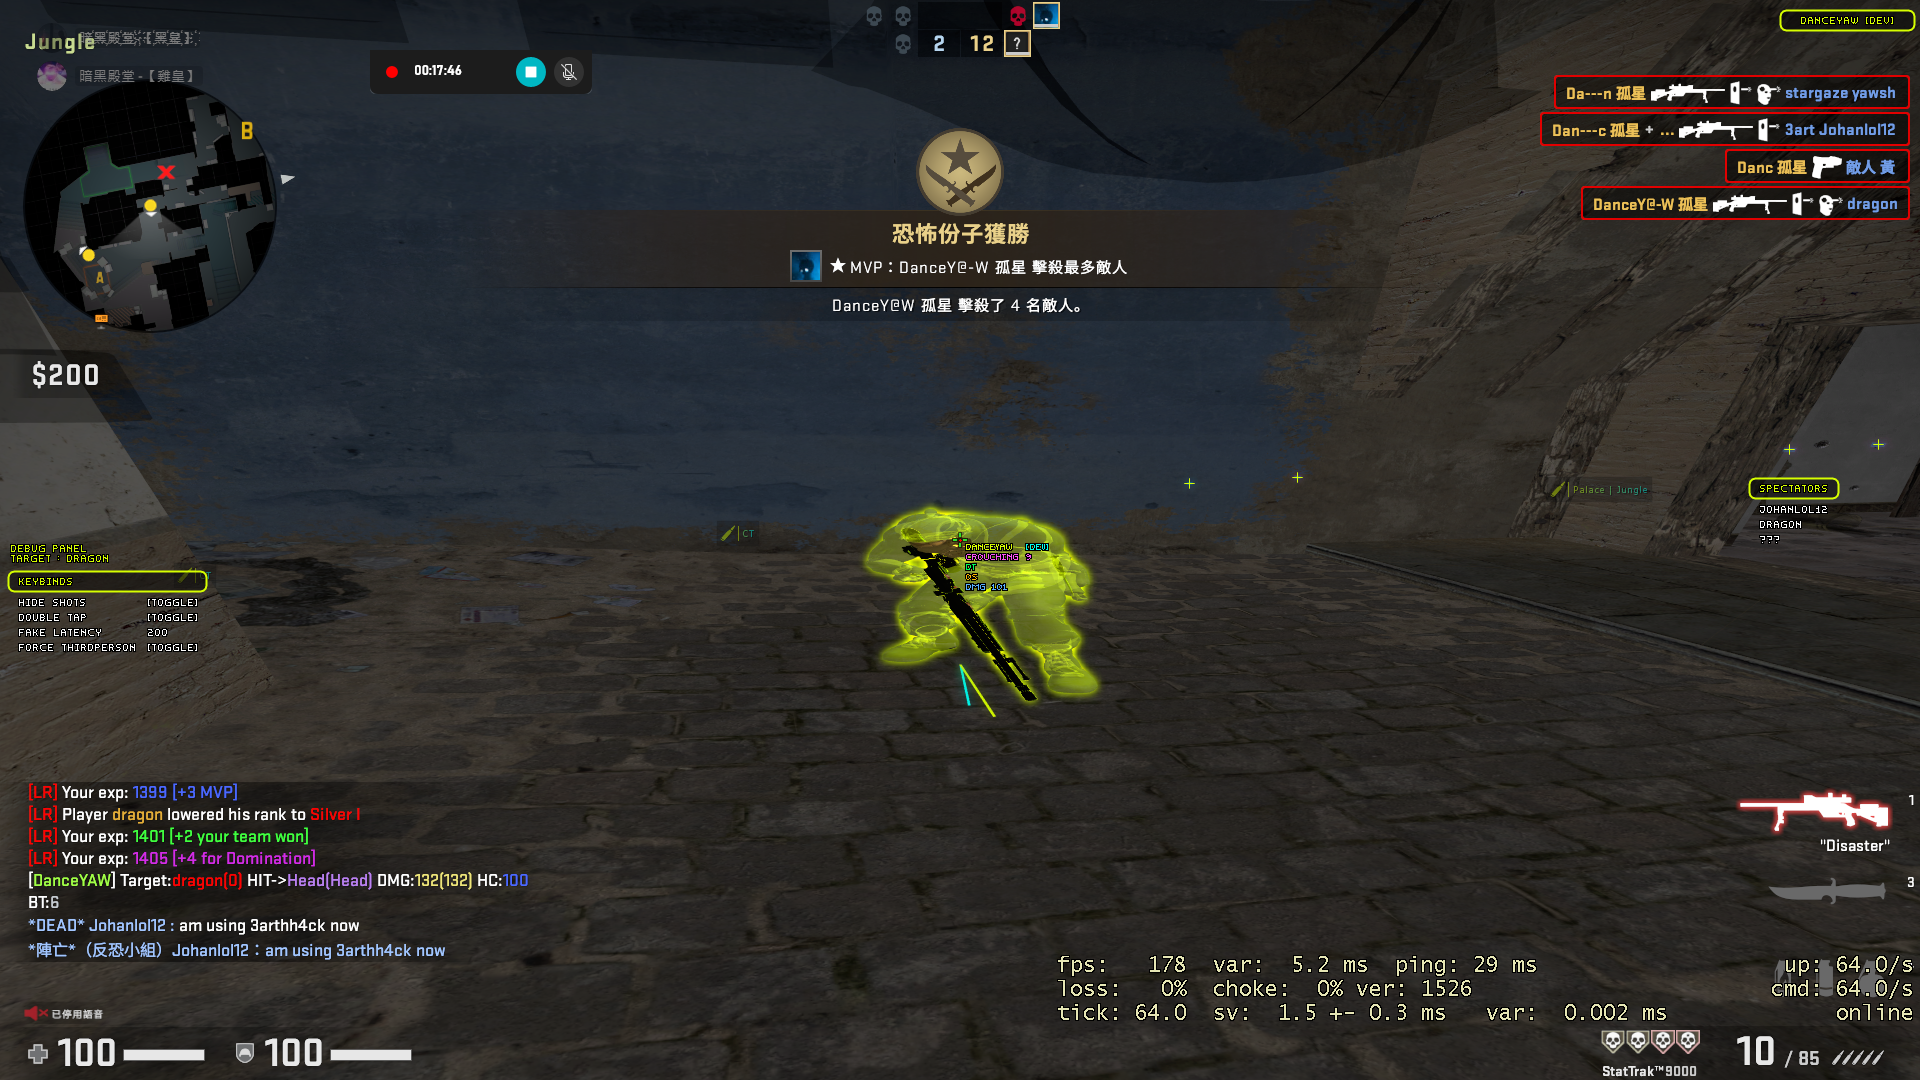 Jungle
暗黑殿堂-【雞皇】
00:17:46
2 12 ?
DANCEYAW [DEV]
B
A
$200
Da---n 孤星 stargaze yawsh
Dan---c 孤星 + ... 3art Johanlol12
Danc 孤星 敵人 黃
DanceY@-W 孤星 dragon
恐怖份子獲勝
★ MVP：DanceY@-W 孤星 擊殺最多敵人
DanceY@W 孤星 擊殺了 4 名敵人。
Palace | Jungle
CT
SPECTATORS
JOHANLOL12
DRAGON
???
DEBUG PANEL
TARGET : DRAGON
KEYBINDS
HIDE SHOTS [TOGGLE]
DOUBLE TAP [TOGGLE]
FAKE LATENCY 200
FORCE THIRDPERSON [TOGGLE]
DANCEYAW [DEV]
CROUCHING 9
BT
OS
DMG 101
[LR] Your exp: 1399 [+3 MVP]
[LR] Player dragon lowered his rank to Silver I
[LR] Your exp: 1401 [+2 your team won]
[LR] Your exp: 1405 [+4 for Domination]
[DanceYAW] Target:dragon(0) HIT->Head(Head) DMG:132(132) HC:100
BT:6
*DEAD* Johanlol12 : am using 3arthh4ck now
*陣亡*（反恐小組）Johanlol12：am using 3arthh4ck now
1
"Disaster"
3
fps: 178 var: 5.2 ms ping: 29 ms
loss: 0% choke: 0% ver: 1526
tick: 64.0 sv: 1.5 +- 0.3 ms var: 0.002 ms
up: 64.0/s
cmd: 64.0/s
online
已停用語音
100 100
StatTrak™9000
10 / 85